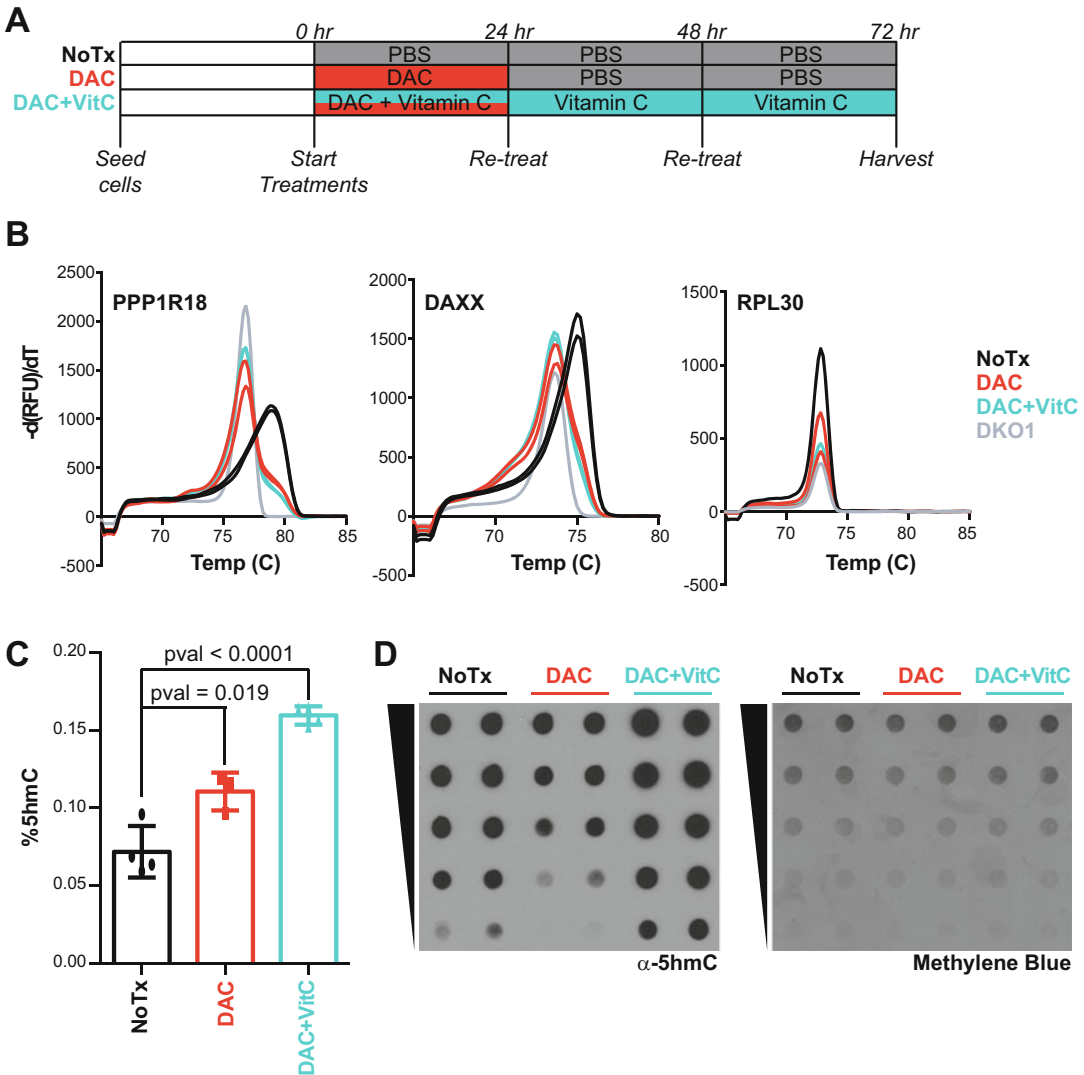 A
0 hr 24 hr 48 hr 72 hr
NoTx PBS PBS PBS
DAC DAC PBS PBS
DAC+VitC DAC + Vitamin C Vitamin C Vitamin C
Seed cells
Start Treatments
Re-treat
Re-treat
Harvest
B
-d(RFU)/dT
PPP1R18
2500
2000
1500
1000
500
0
-500
70 75 80 85
Temp (C)
DAXX
2000
1500
1000
500
0
-500
70 75 80
Temp (C)
RPL30
1500
1000
500
0
-500
70 75 80 85
Temp (C)
NoTx
DAC
DAC+VitC
DKO1
C
%5hmC
0.20
0.15
0.10
0.05
0.00
pval < 0.0001
pval = 0.019
NoTx
DAC
DAC+VitC
D
NoTx DAC DAC+VitC
α-5hmC
NoTx DAC DAC+VitC
Methylene Blue